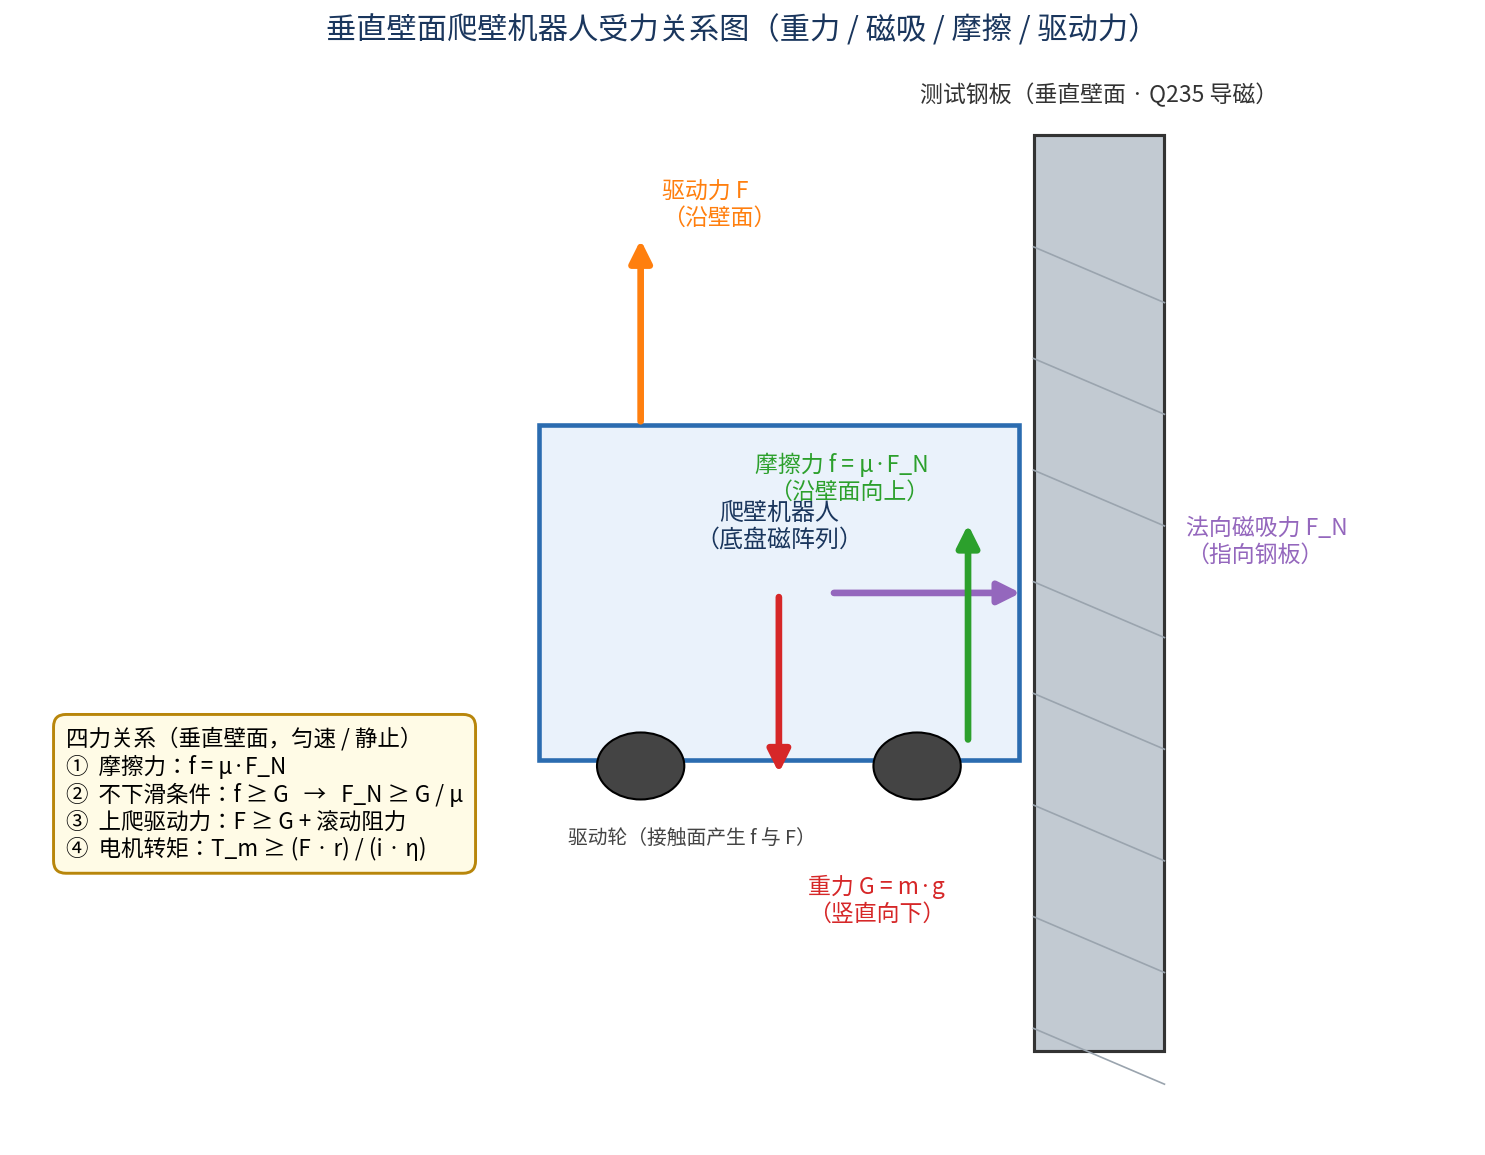 垂直壁面爬壁机器人受力关系图（重力 / 磁吸 / 摩擦 / 驱动力）
测试钢板（垂直壁面 · Q235 导磁）
驱动力 F
（沿壁面）
摩擦力 f = μ·F_N
（沿壁面向上）
爬壁机器人
（底盘磁阵列）
法向磁吸力 F_N
（指向钢板）
四力关系（垂直壁面，匀速 / 静止）
① 摩擦力：f = μ·F_N
② 不下滑条件：f ≥ G → F_N ≥ G / μ
③ 上爬驱动力：F ≥ G + 滚动阻力
④ 电机转矩：T_m ≥ (F · r) / (i · η)
驱动轮（接触面产生 f 与 F）
重力 G = m·g
（竖直向下）